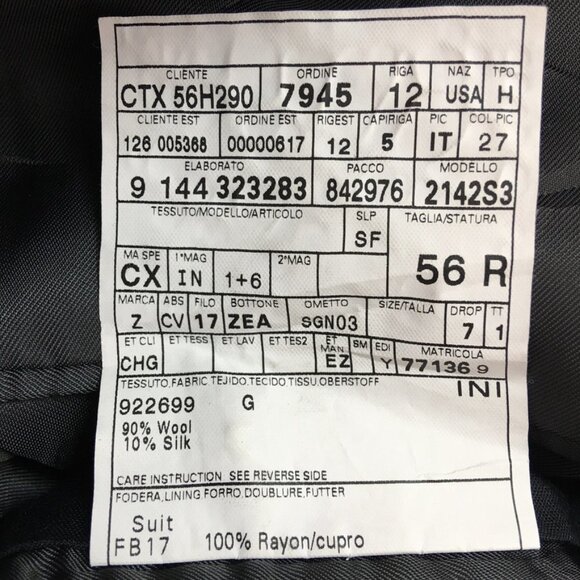 CLIENTE ORDINE RIGA NAZ TPO
CTX 56H290 7945 12 USA H
CLIENTE EST ORDINE EST RIGEST CAPIRIGA PIC COL PIC
126 005368 00000617 12 5 IT 27
ELABORATO PACCO MODELLO
9 144 323283 842976 2142S3
TESSUTO/MODELLO/ARTICOLO SLP TAGLIA/STATURA
SF
MA.SPE 1°MAG 2°MAG
CX IN 1+6 56 R
MARCA ABS FILO BOTTONE OMETTO SIZE/TALLA DROP TT
Z CV 17 ZEA SGN03 7 1
ET CLI ET TESS ET LAV ET TES2 ET MAN SM EDI MATRICOLA
CHG EZ Y 77136 9
TESSUTO,FABRIC TEJIDO,TECIDO TISSU,OBERSTOFF INI
922699 G
90% Wool
10% Silk
CARE INSTRUCTION SEE REVERSE SIDE
FODERA,LINING FORRO,DOUBLURE,FUTTER
Suit
FB17 100% Rayon/cupro